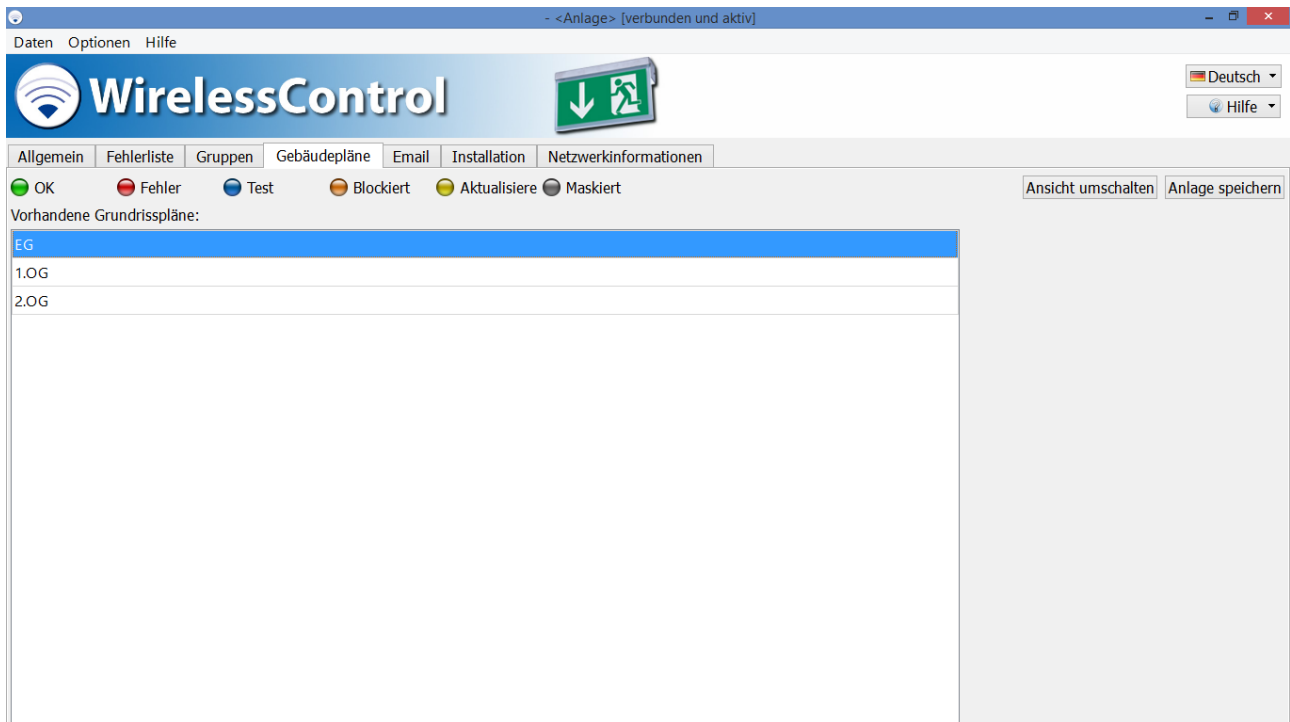 - <Anlage> [verbunden und aktiv]
Daten Optionen Hilfe
WirelessControl
Deutsch
Hilfe
Allgemein Fehlerliste Gruppen Gebäudepläne Email Installation Netzwerkinformationen
OK Fehler Test Blockiert Aktualisiere Maskiert Ansicht umschalten Anlage speichern
Vorhandene Grundrisspläne:
EG
1.OG
2.OG